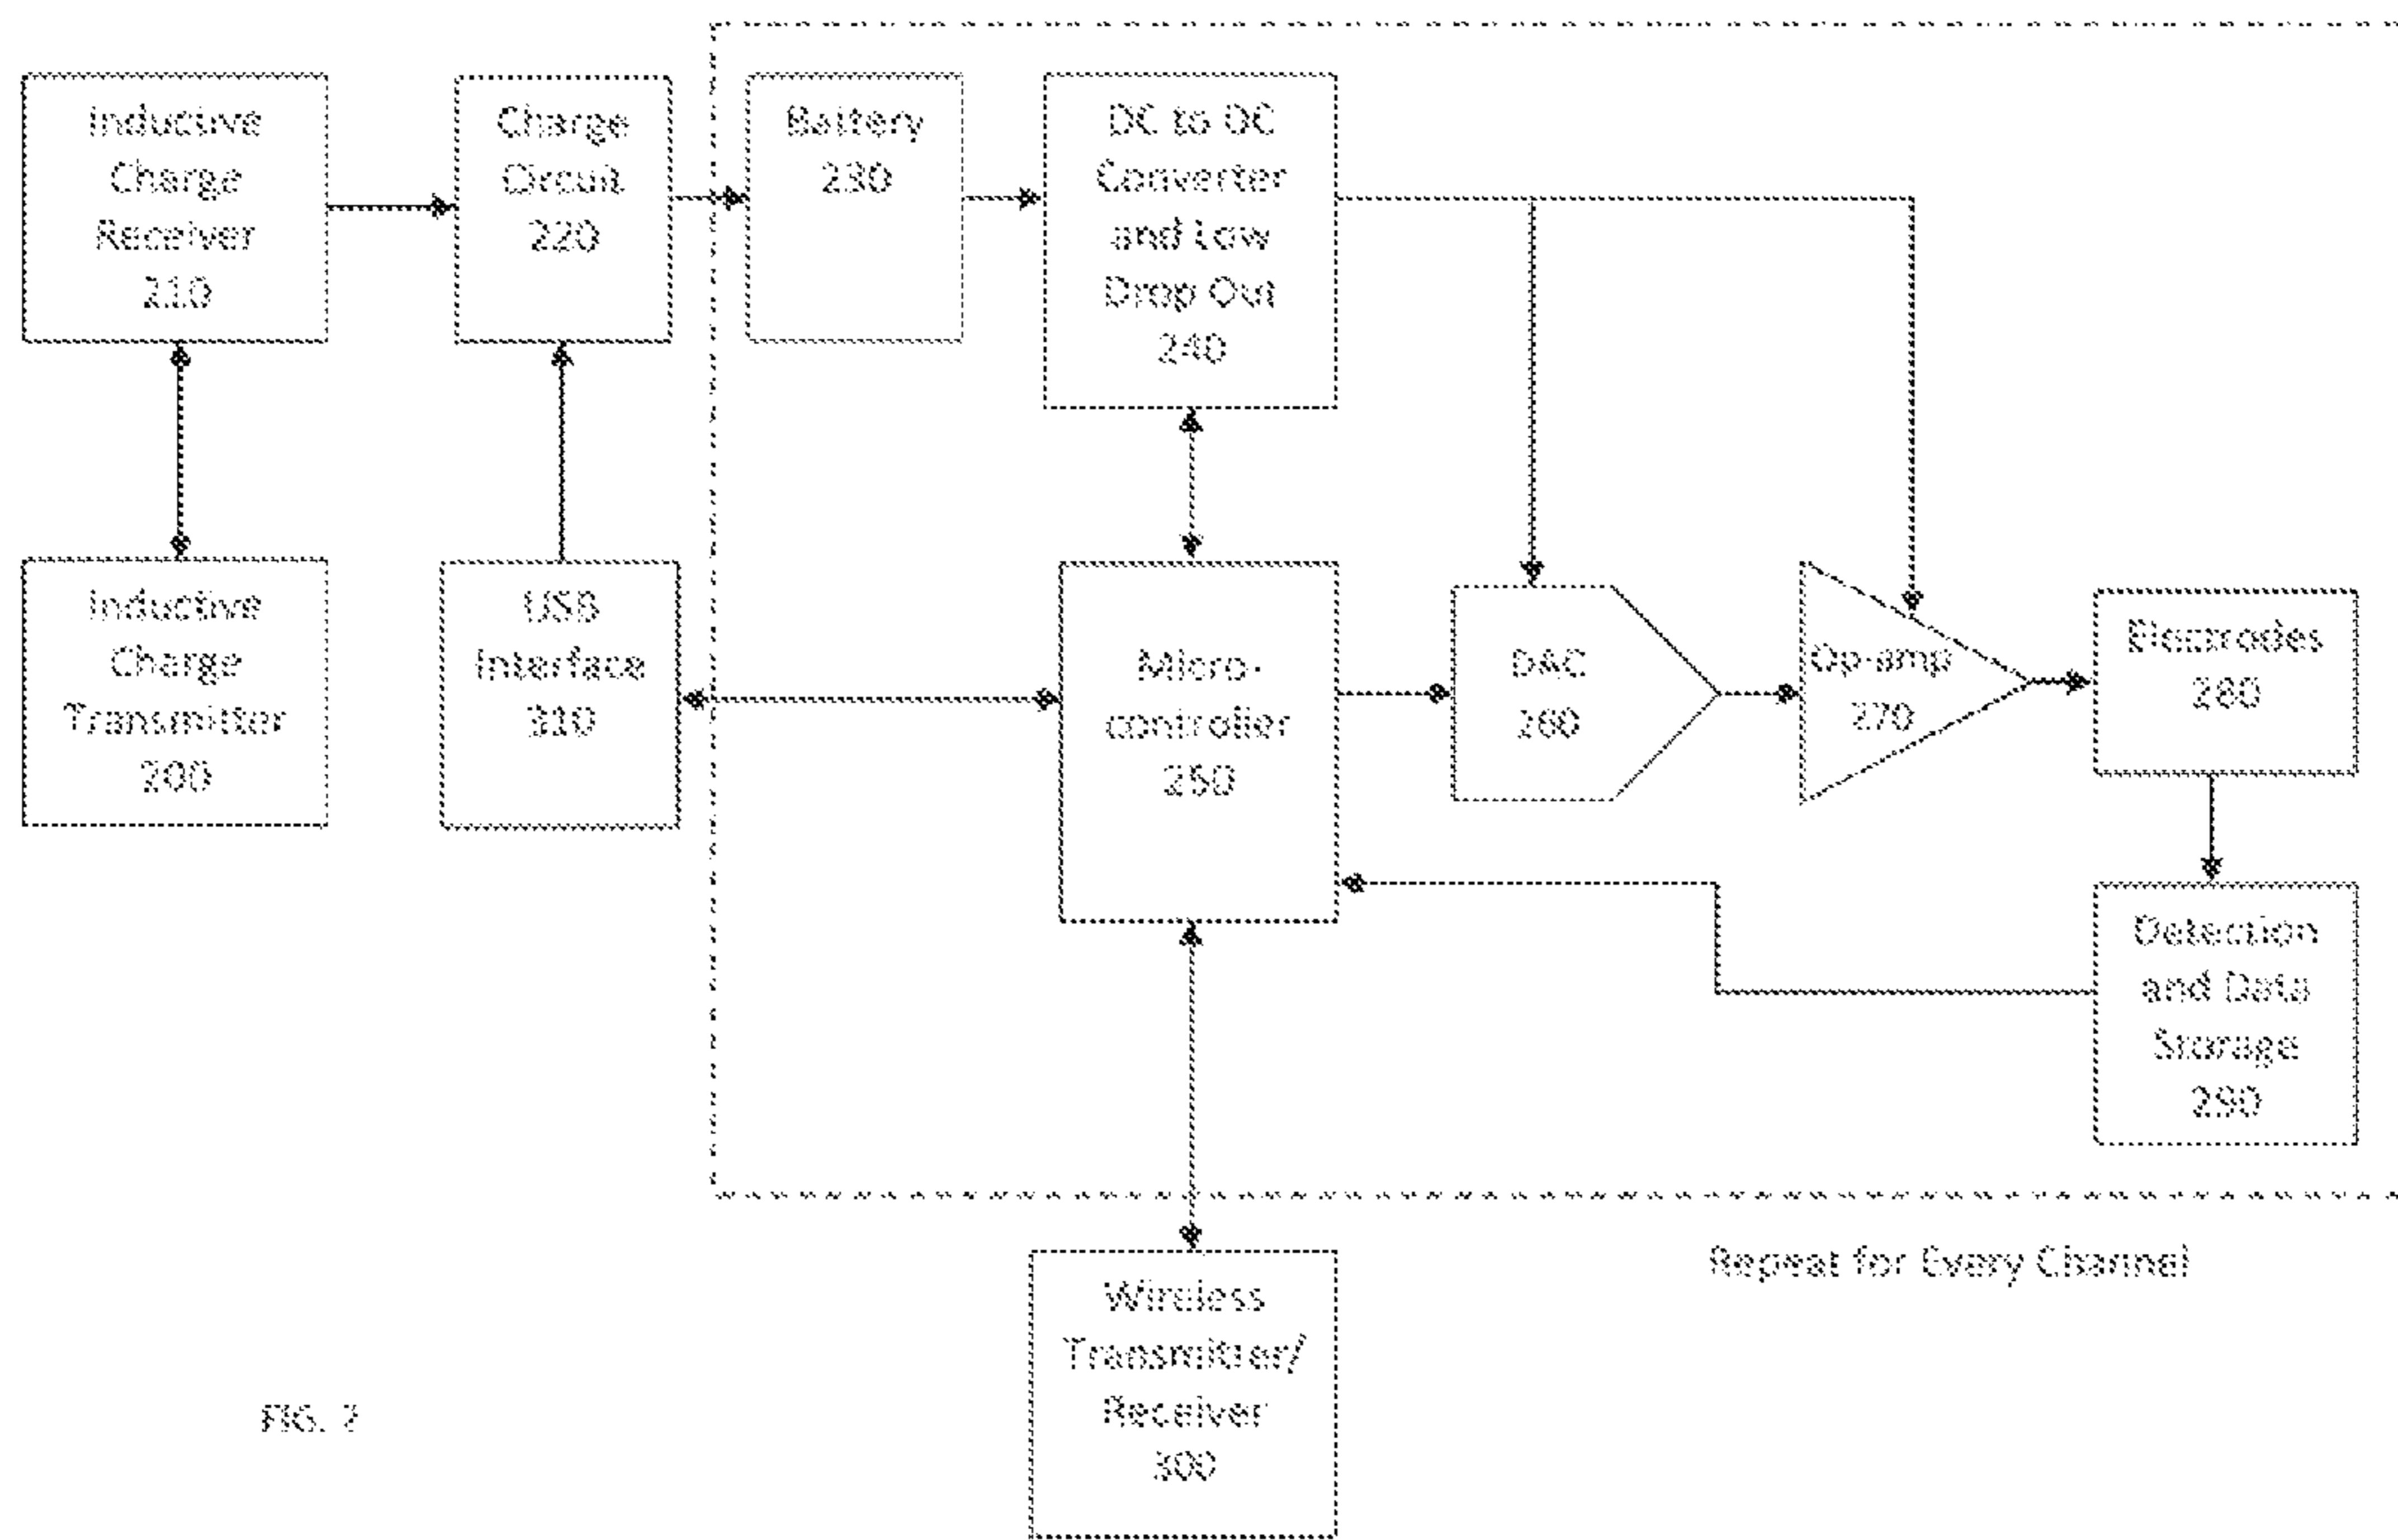 Inductive
Charge
Receiver
210
Charge
Circuit
220
Battery
230
DC to DC
Converter
and Low
Drop Out
240
Inductive
Charge
Transmitter
200
USB
Interface
310
Micro-
controller
250
DAC
260
Op-amp
270
Electrodes
280
Detection
and Data
Storage
290
Repeat for Every Channel
Wireless
Transmitter/
Receiver
300
FIG. 2